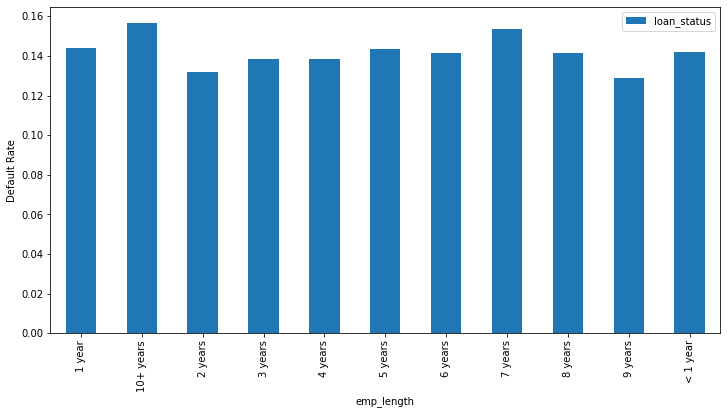 loan_status
0.16
0.14
0.12
0.10
0.08
0.06
0.04
0.02
0.00
Default Rate
1 year
10+ years
2 years
3 years
4 years
5 years
6 years
7 years
8 years
9 years
< 1 year
emp_length